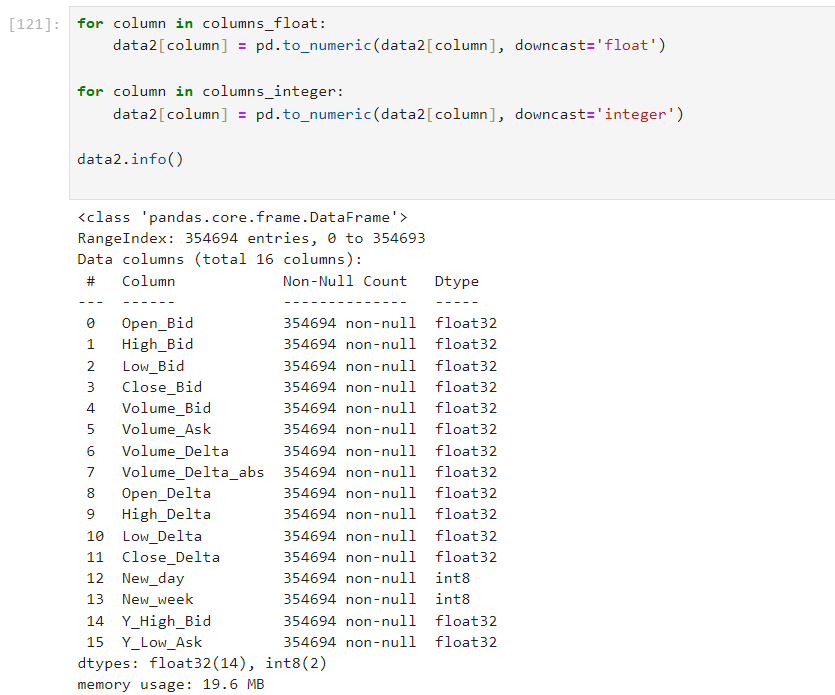 [121]: for column in columns_float:
    data2[column] = pd.to_numeric(data2[column], downcast='float')

for column in columns_integer:
    data2[column] = pd.to_numeric(data2[column], downcast='integer')

data2.info()

<class 'pandas.core.frame.DataFrame'>
RangeIndex: 354694 entries, 0 to 354693
Data columns (total 16 columns):
 #   Column            Non-Null Count   Dtype
---  ------            --------------   -----
 0   Open_Bid          354694 non-null  float32
 1   High_Bid          354694 non-null  float32
 2   Low_Bid           354694 non-null  float32
 3   Close_Bid         354694 non-null  float32
 4   Volume_Bid        354694 non-null  float32
 5   Volume_Ask        354694 non-null  float32
 6   Volume_Delta      354694 non-null  float32
 7   Volume_Delta_abs  354694 non-null  float32
 8   Open_Delta        354694 non-null  float32
 9   High_Delta        354694 non-null  float32
 10  Low_Delta         354694 non-null  float32
 11  Close_Delta       354694 non-null  float32
 12  New_day           354694 non-null  int8
 13  New_week          354694 non-null  int8
 14  Y_High_Bid        354694 non-null  float32
 15  Y_Low_Ask         354694 non-null  float32
dtypes: float32(14), int8(2)
memory usage: 19.6 MB